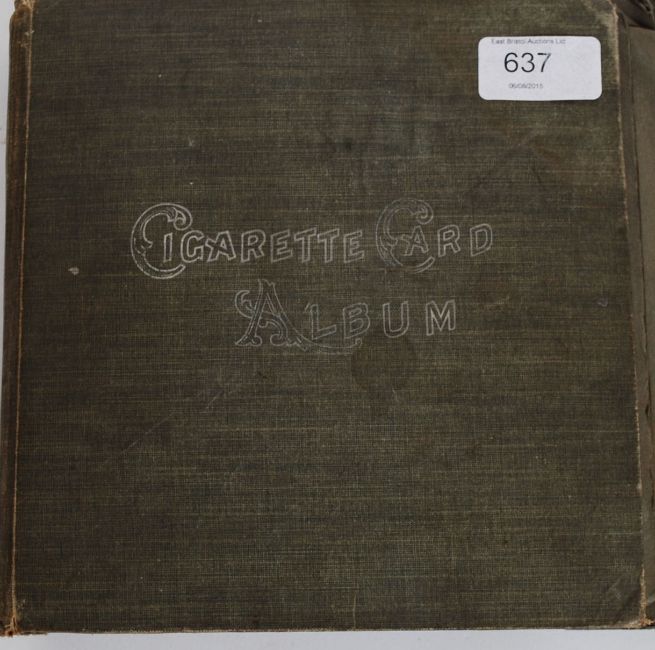 East Bristol Auctions Ltd
637
06/08/2015
CIGARETTE CARD
ALBUM